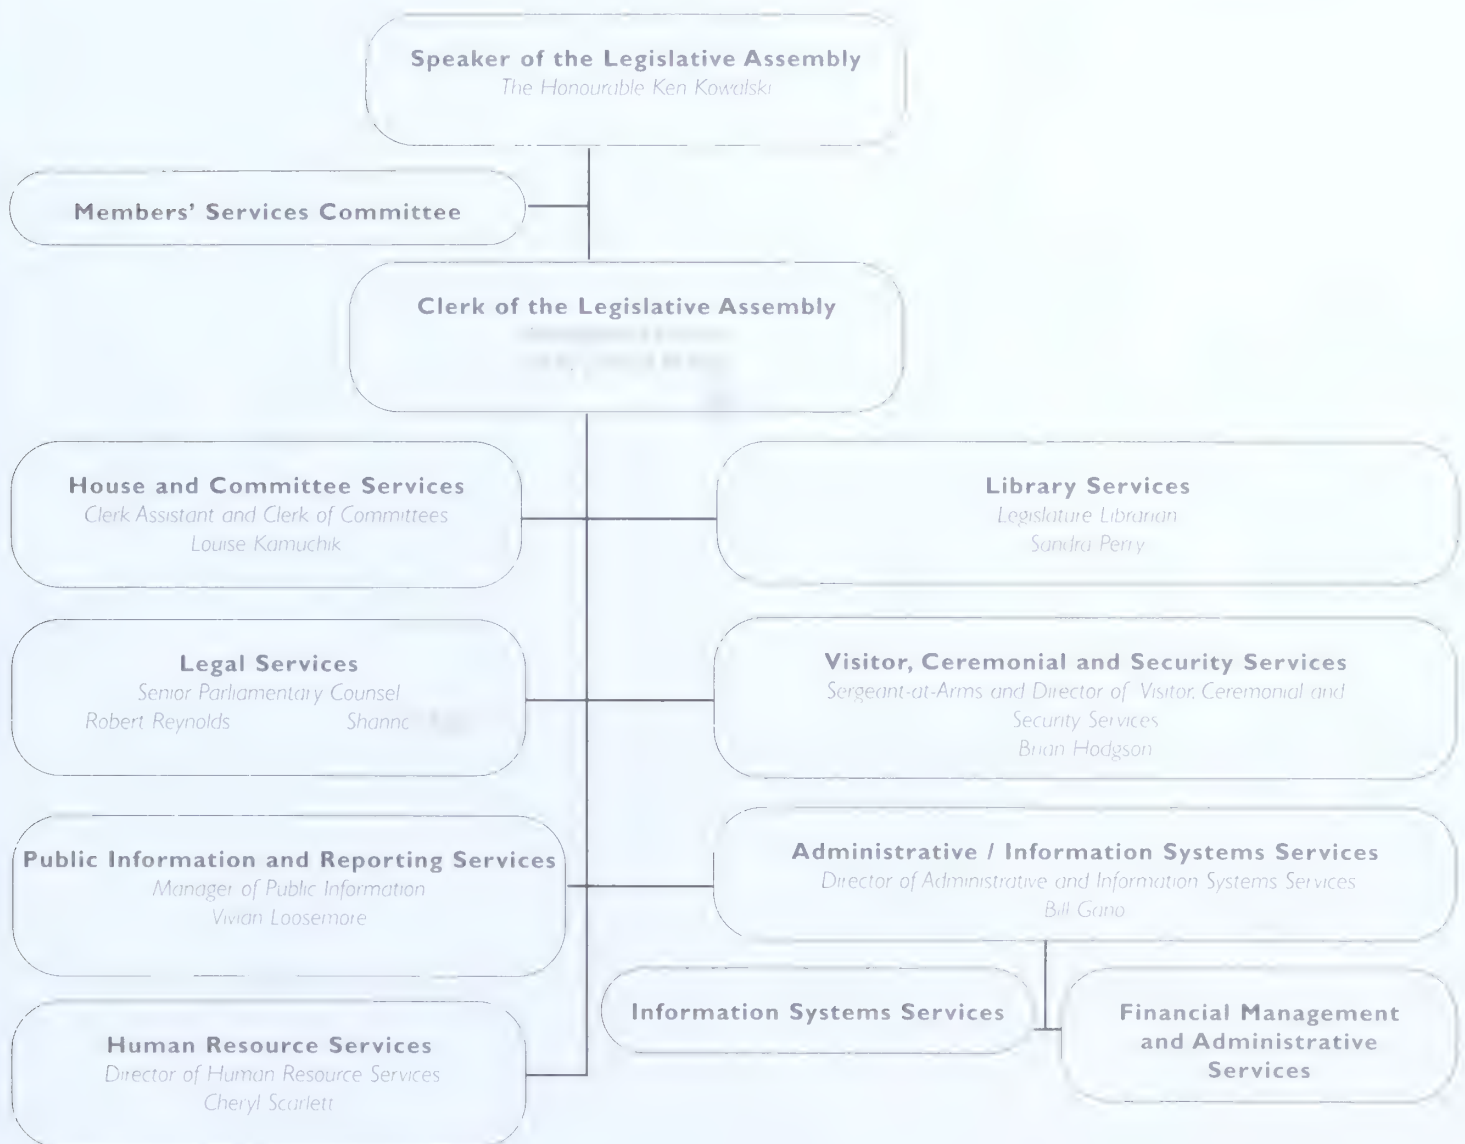 Speaker of the Legislative Assembly
The Honourable Ken Kowalski
Members' Services Committee
Clerk of the Legislative Assembly
House and Committee Services
Clerk Assistant and Clerk of Committees
Louise Kamuchik
Library Services
Legislature Librarian
Sandra Perry
Legal Services
Senior Parliamentary Counsel
Robert Reynolds
Visitor, Ceremonial and Security Services
Sergeant-at-Arms and Director of Visitor, Ceremonial and
Security Services
Brian Hodgson
Public Information and Reporting Services
Manager of Public Information
Vivian Loosemore
Administrative / Information Systems Services
Director of Administrative and Information Systems Services
Bill Gano
Information Systems Services
Financial Management
and Administrative
Services
Human Resource Services
Director of Human Resource Services
Cheryl Scarlett